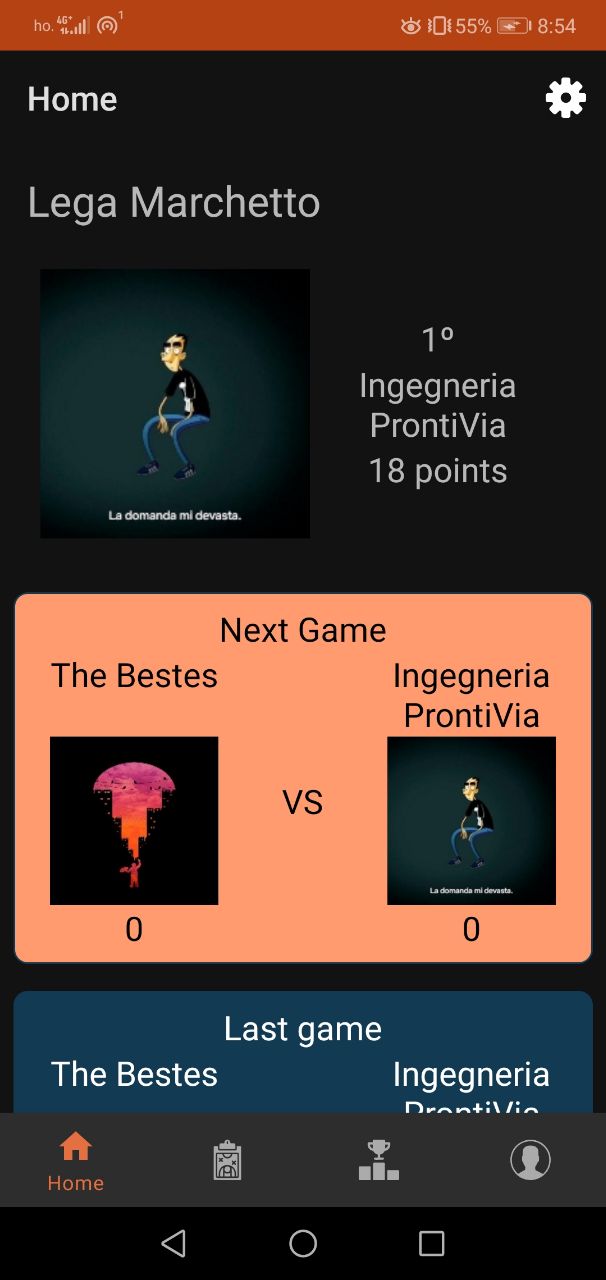 ho. 4G+ 1 55% 8:54
Home
Lega Marchetto
1º
Ingegneria
ProntiVia
18 points
La domanda mi devasta.
Next Game
The Bestes Ingegneria
ProntiVia
VS
La domanda mi devasta.
0 0
Last game
The Bestes Ingegneria
ProntiVia
Home